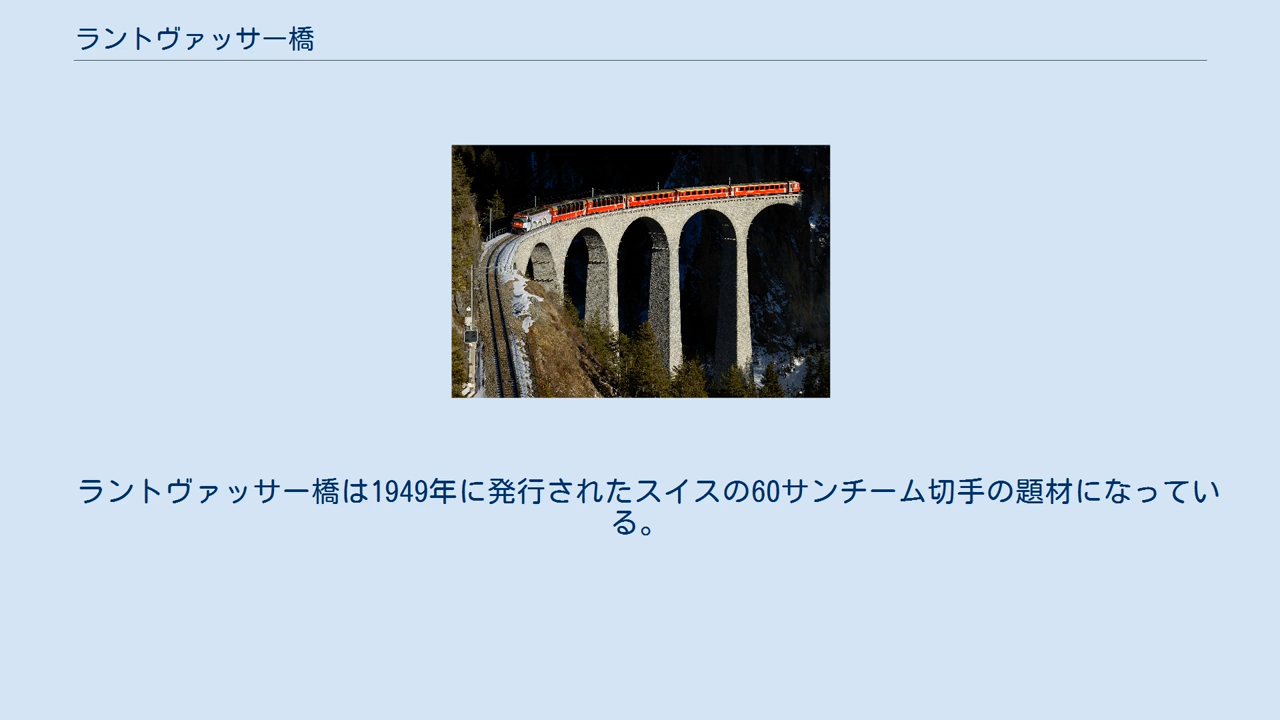 ラントヴァッサー橋
ラントヴァッサー橋は1949年に発行されたスイスの60サンチーム切手の題材になってい
る。